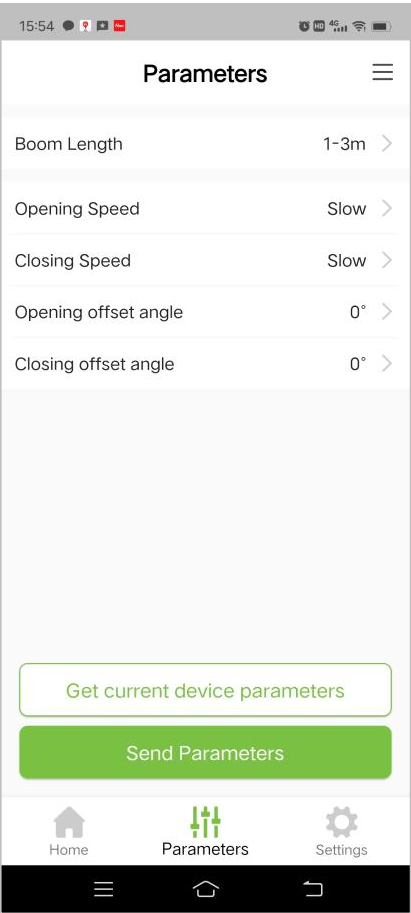 15:54
HD 4G
Parameters
Boom Length 1-3m
Opening Speed Slow
Closing Speed Slow
Opening offset angle 0°
Closing offset angle 0°
Get current device parameters
Send Parameters
Home Parameters Settings